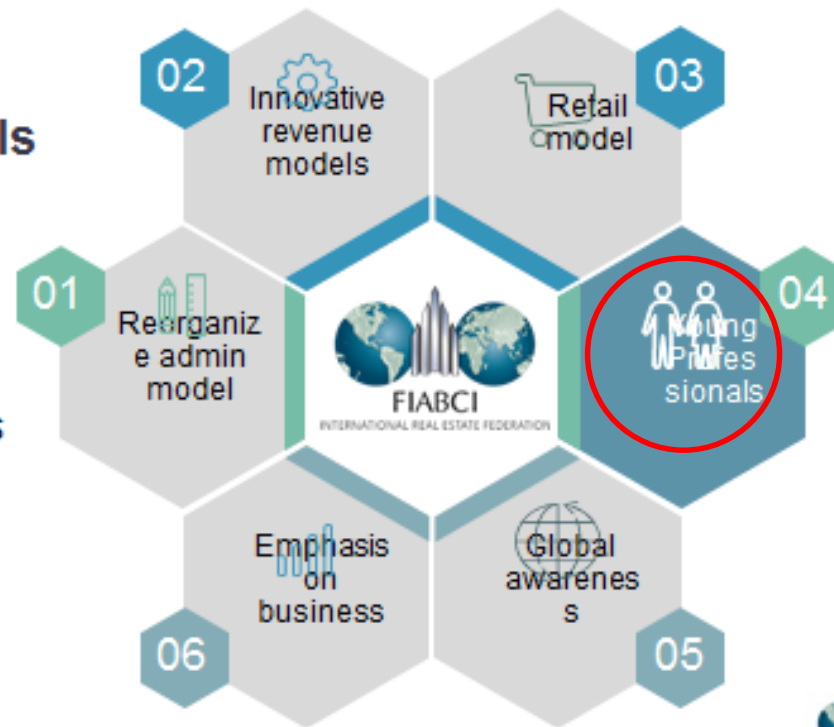 02
Innovative
revenue
models
03
Retail
model
ls
01
Reorganiz
e admin
model
FIABCI
INTERNATIONAL REAL ESTATE FEDERATION
04
Young
Profes
sionals
s
Emphasis
on
business
06
Global
awarenes
s
05